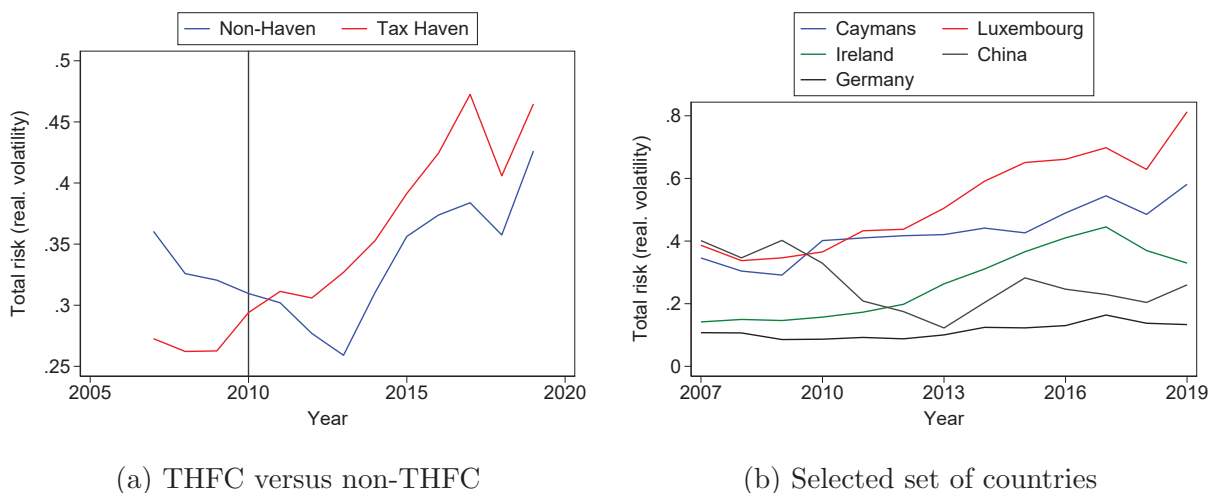 Non-Haven Tax Haven
.5
.45
.4
.35
.3
.25
Total risk (real. volatility)
2005 2010 2015 2020
Year
(a) THFC versus non-THFC
Caymans Luxembourg
Ireland China
Germany
.8
.6
.4
.2
0
Total risk (real. volatility)
2007 2010 2013 2016 2019
Year
(b) Selected set of countries